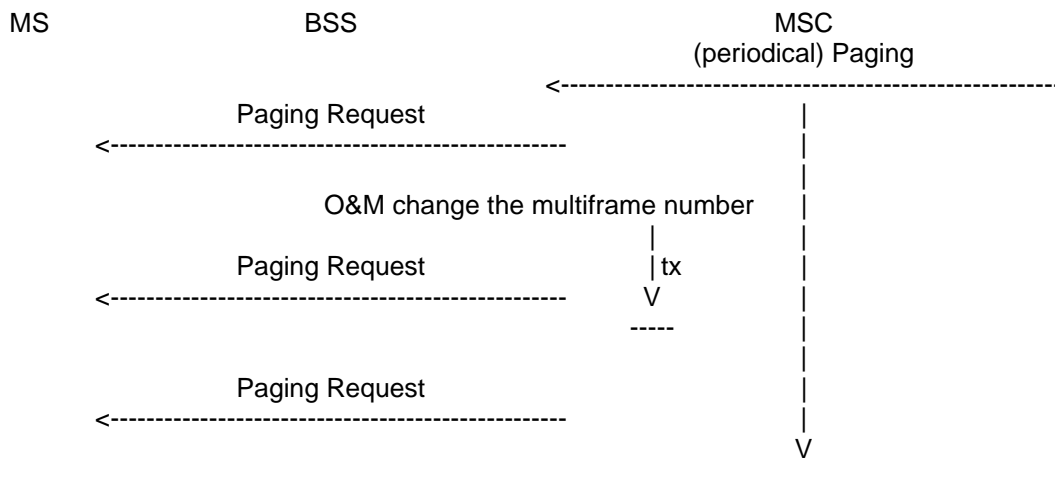 MS BSS MSC
(periodical) Paging
<-------------------------------------------------------
Paging Request |
<--------------------------------------------------- |
|
O&M change the multiframe number |
| |
Paging Request | tx |
<--------------------------------------------------- V |
----- |
|
Paging Request |
<--------------------------------------------------- |
V